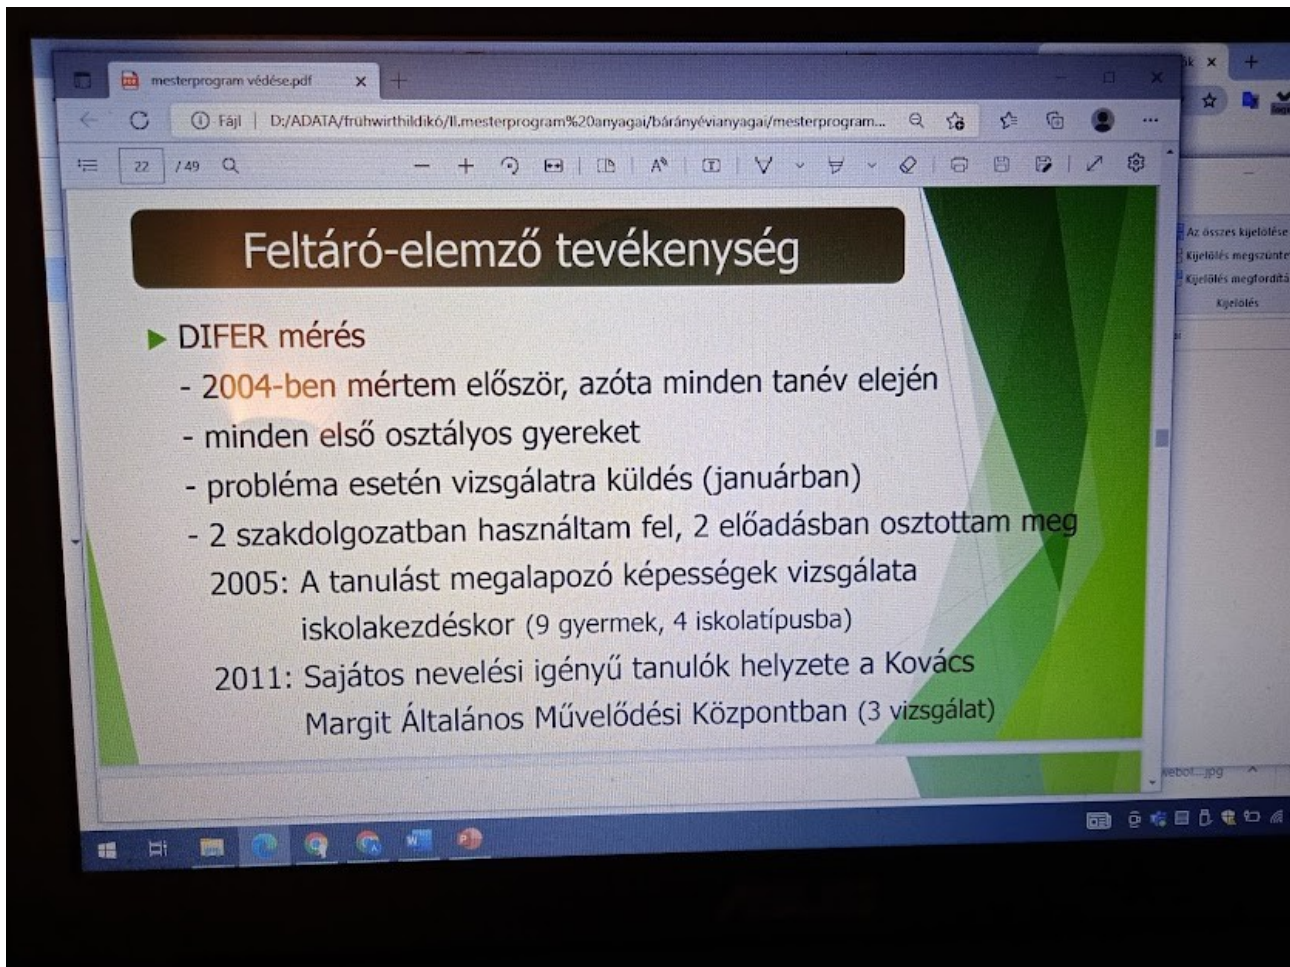 mesterprogram védése.pdf
Fájl | D:/ADATA/frühwirthildikó/II.mesterprogram%20anyagai/bárányévianyagai/mesterprogram...
22 / 49
Feltáró-elemző tevékenység
DIFER mérés
- 2004-ben mértem először, azóta minden tanév elején
- minden első osztályos gyereket
- probléma esetén vizsgálatra küldés (januárban)
- 2 szakdolgozatban használtam fel, 2 előadásban osztottam meg
2005: A tanulást megalapozó képességek vizsgálata
iskolakezdéskor (9 gyermek, 4 iskolatípusba)
2011: Sajátos nevelési igényű tanulók helyzete a Kovács
Margit Általános Művelődési Központban (3 vizsgálat)
Az összes kijelölése
Kijelölés megszünte
Kijelölés megfordítá
Kijelölés